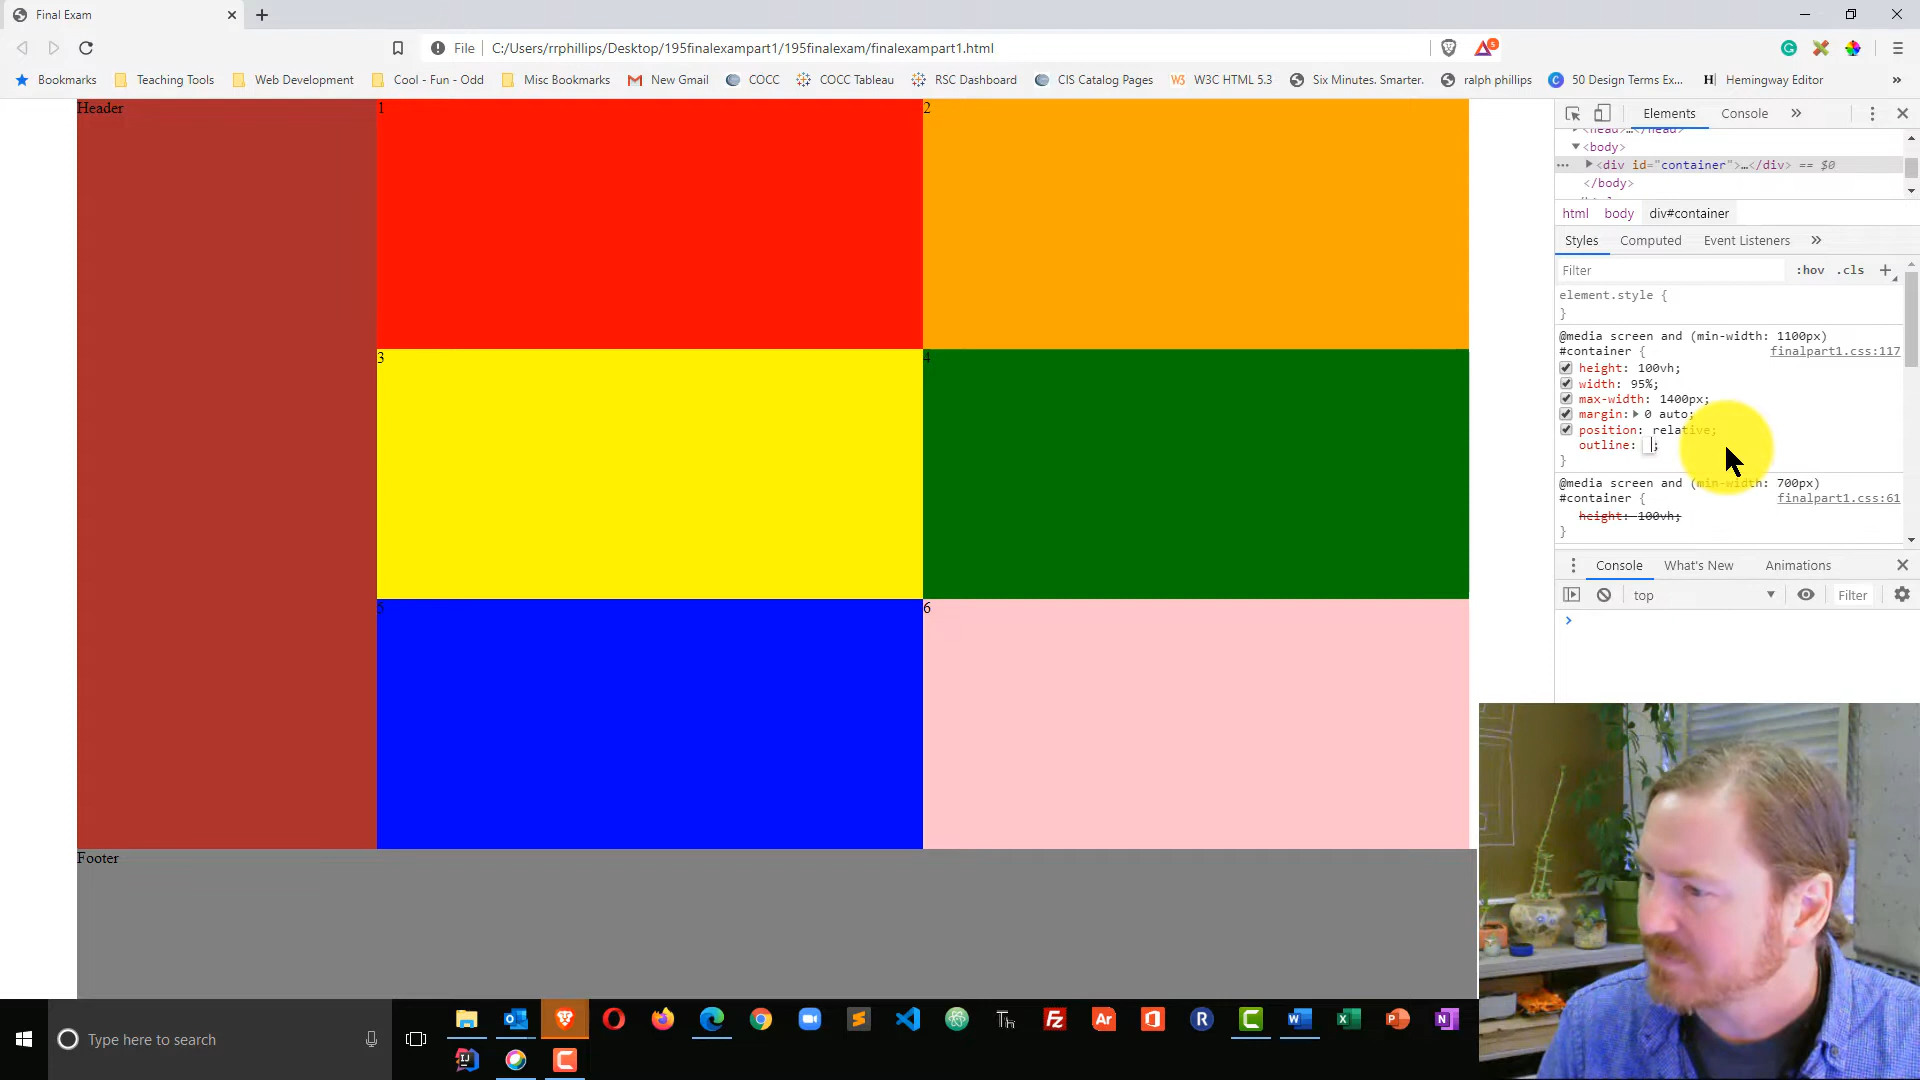 Final Exam
File C:/Users/rrphillips/Desktop/195finalexampart1/195finalexam/finalexampart1.html
Bookmarks Teaching Tools Web Development Cool - Fun - Odd Misc Bookmarks New Gmail COCC COCC Tableau RSC Dashboard CIS Catalog Pages W3C HTML 5.3 Six Minutes. Smarter. ralph phillips 50 Design Terms Ex... Hemingway Editor »
Header
1
2
3
4
5
6
Footer
Elements Console »
<head>…</head>
<body>
<div id="container">…</div> == $0
</body>
html body div#container
Styles Computed Event Listeners »
Filter :hov .cls +
element.style {
}
@media screen and (min-width: 1100px)
#container { finalpart1.css:117
height: 100vh;
width: 95%;
max-width: 1400px;
margin: 0 auto;
position: relative;
outline: ;
}
@media screen and (min-width: 700px)
#container { finalpart1.css:61
height: 100vh;
}
Console What's New Animations
top Filter
>
Type here to search